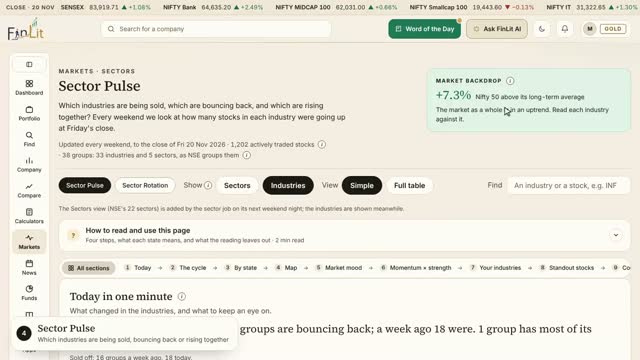 CLOSE · 20 NOV SENSEX 83,919.71 ▲ +1.08% NIFTY Bank 64,635.20 ▲ +2.49% NIFTY MIDCAP 100 62,031.00 ▲ +0.66% NIFTY Smallcap 100 19,443.60 ▼ −0.13% NIFTY IT 31,322.65 ▲ +1.30%
FinLit
Search for a company
Word of the Day
Ask FinLit AI
M GOLD
Dashboard
Portfolio
Find
Company
Compare
Calculators
Markets
News
Funds
MARKETS · SECTORS
Sector Pulse
Which industries are being sold, which are bouncing back, and which are rising
together? Every weekend we look at how many stocks in each industry were going up
at Friday's close.
Updated every weekend, to the close of Fri 20 Nov 2026 · 1,202 actively traded stocks
· 38 groups: 33 industries and 5 sectors, as NSE groups them
MARKET BACKDROP
+7.3% Nifty 50 above its long-term average
The market as a whole is in an uptrend. Read each industry
against it.
Sector Pulse Sector Rotation Show Sectors Industries View Simple Full table Find An industry or a stock, e.g. INF
The Sectors view (NSE's 22 sectors) is added by the sector job on its next weekend night; the industries are shown meanwhile.
? How to read and use this page
Four steps, what each state means, and what the reading leaves out · 2 min read
All sections 1 Today → 2 The cycle → 3 By state → 4 Map → 5 Market mood → 6 Momentum × strength → 7 Your industries → 8 Standout stocks → 9 Co
Today in one minute
What changed in the industries, and what to keep an eye on.
groups are bouncing back; a week ago 18 were. 1 group has most of its
Sold off: 16 groups a week ago, 18 today.
4 Sector Pulse
Which industries are being sold, bouncing back or rising together